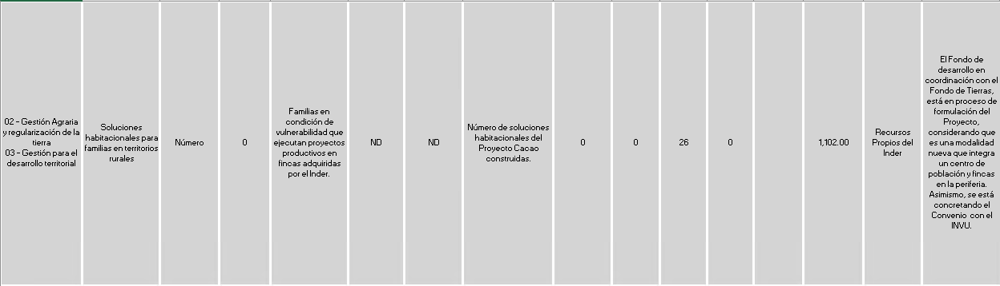 02 - Gestión Agraria
y regularización de la
tierra
03 - Gestión para el
desarrollo territorial
Soluciones
habitacionales para
familias en territorios
rurales
Número
0
Familias en
condición de
vulnerabilidad que
ejecutan proyectos
productivos en
fincas adquiridas
por el Inder.
ND
ND
Número de soluciones
habitacionales del
Proyecto Cacao
construidas.
0
0
26
0
1,102.00
Recursos
Propios del
Inder
El Fondo de
desarrollo en
coordinación con el
Fondo de Tierras,
está en proceso de
formulación del
Proyecto,
considerando que
es una modalidad
nueva que integra
un centro de
población y fincas
en la periferia.
Asimismo, se está
concretando el
Convenio con el
INVU.